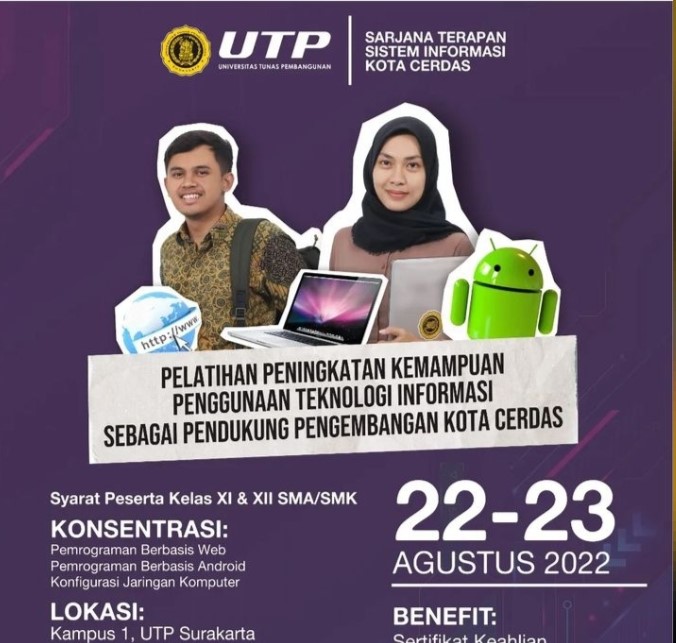 UTP
UNIVERSITAS TUNAS PEMBANGUNAN
SARJANA TERAPAN
SISTEM INFORMASI
KOTA CERDAS
http://www
PELATIHAN PENINGKATAN KEMAMPUAN
PENGGUNAAN TEKNOLOGI INFORMASI
SEBAGAI PENDUKUNG PENGEMBANGAN KOTA CERDAS
Syarat Peserta Kelas XI & XII SMA/SMK
KONSENTRASI:
Pemrograman Berbasis Web
Pemrograman Berbasis Android
Konfigurasi Jaringan Komputer
LOKASI:
Kampus 1, UTP Surakarta
22-23
AGUSTUS 2022
BENEFIT:
Sertifikat Keahlian